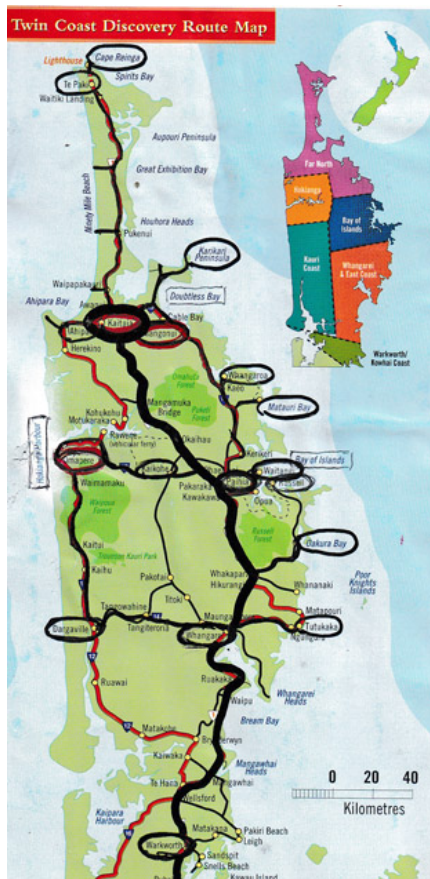 Twin Coast Discovery Route Map
Lighthouse
Cape Reinga
Spirits Bay
Te Paki
Waitiki Landing
Aupouri Peninsula
Great Exhibition Bay
Ninety Mile Beach
Houhora Heads
Pukenui
Karikari
Peninsula
Waipapakauri
Doubtless Bay
Ahipara Bay
Awan
Cable Bay
Kaitaia
Mangonui
Ahipa
Herekino
Whangaroa
Kaeo
Omahuta
Forest
Mangamuka
Bridge
Matauri Bay
Puketi
Forest
Kohukohu
Motukaraka
Rawene
(vehicular ferry)
Okaihau
Kerikeri
Hokianga Harbour
Omapere
Bay of Islands
Waitangi
Kaikohe
Paihia
Russell
Pakaraka
Kawakawa
Opua
Waimamaku
Waipoua
Forest
Russell
Forest
Oakura Bay
Kaitui
Trounson Kauri Park
Kaihu
Whakapara
Hikurangi
Whananaki
Poor
Knights
Islands
Pakotai
Titoki
Matapouri
Tangowahine
14
Maung
Tutukaka
Dargaville
Tangiteroria
Whangarei
Ngunguru
12
Ruawai
Ruakaka
Whangarei
Heads
Waipu
Bream Bay
Matakohe
12
Brynderwyn
Kaiwaka
Mangawhai
Heads
Te Hana
Mangawhai
Kaipara
Harbour
Wellsford
16
Pakiri Beach
Matakana
Leigh
Warkworth
Sandspit
Snells Beach
Kawau Island
Far North
Hokianga
Bay of
Islands
Kauri
Coast
Whangarei
& East Coast
Warkworth/
Kowhai Coast
0 20 40
Kilometres